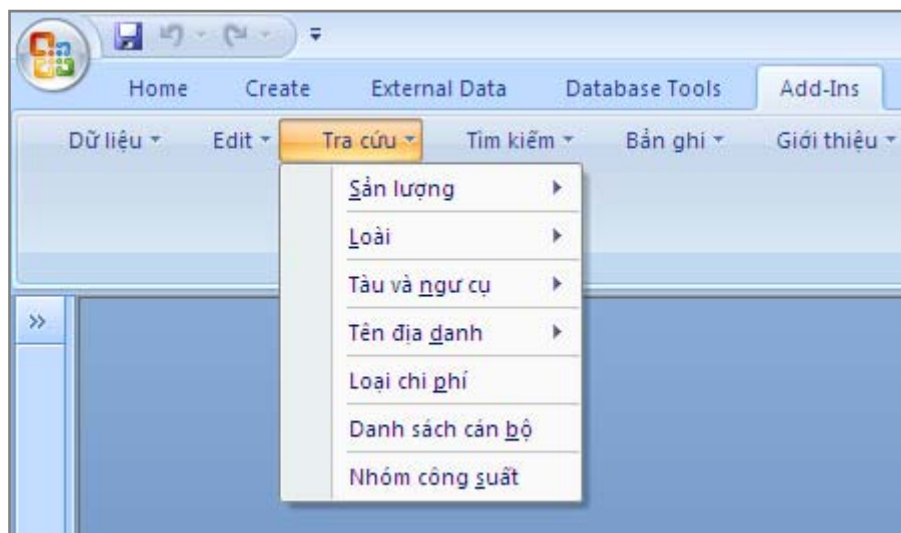 Home Create External Data Database Tools Add-Ins
Dữ liệu Edit Tra cứu Tìm kiếm Bản ghi Giới thiệu
Sản lượng
Loài
Tàu và ngư cụ
Tên địa danh
Loại chi phí
Danh sách cán bộ
Nhóm công suất